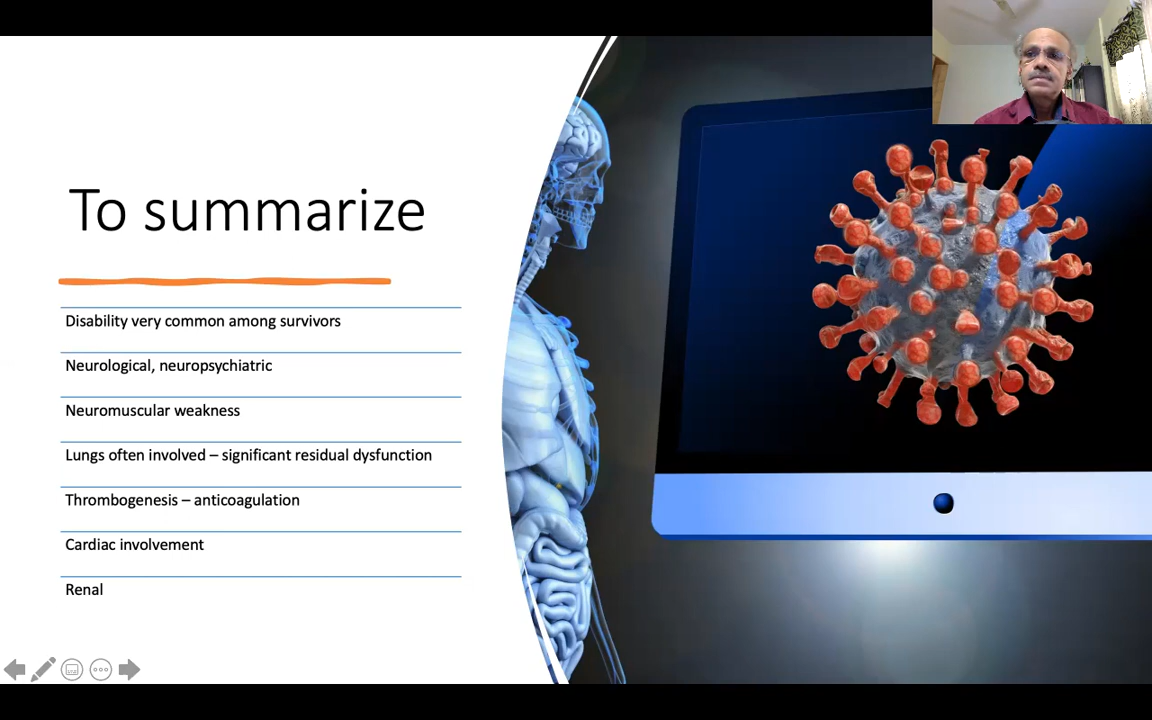 To summarize
Disability very common among survivors
Neurological, neuropsychiatric
Neuromuscular weakness
Lungs often involved – significant residual dysfunction
Thrombogenesis – anticoagulation
Cardiac involvement
Renal